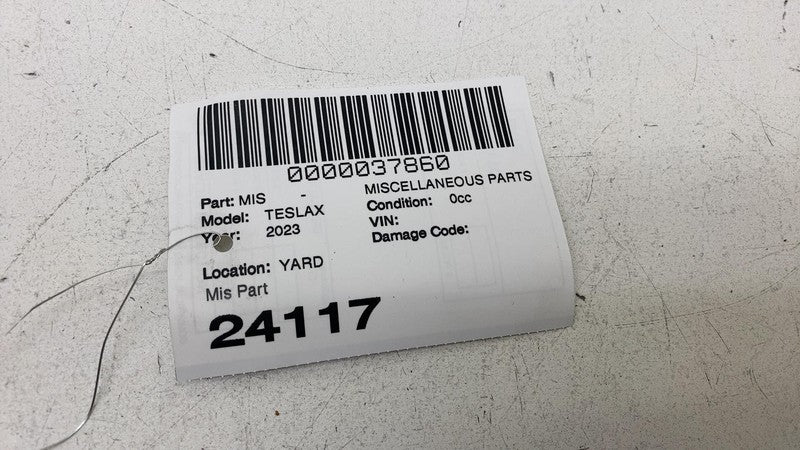 0000037860
Part: MIS - MISCELLANEOUS PARTS
Model: TESLAX Condition: 0cc
Year: 2023 VIN:
Damage Code:
Location: YARD
Mis Part
24117